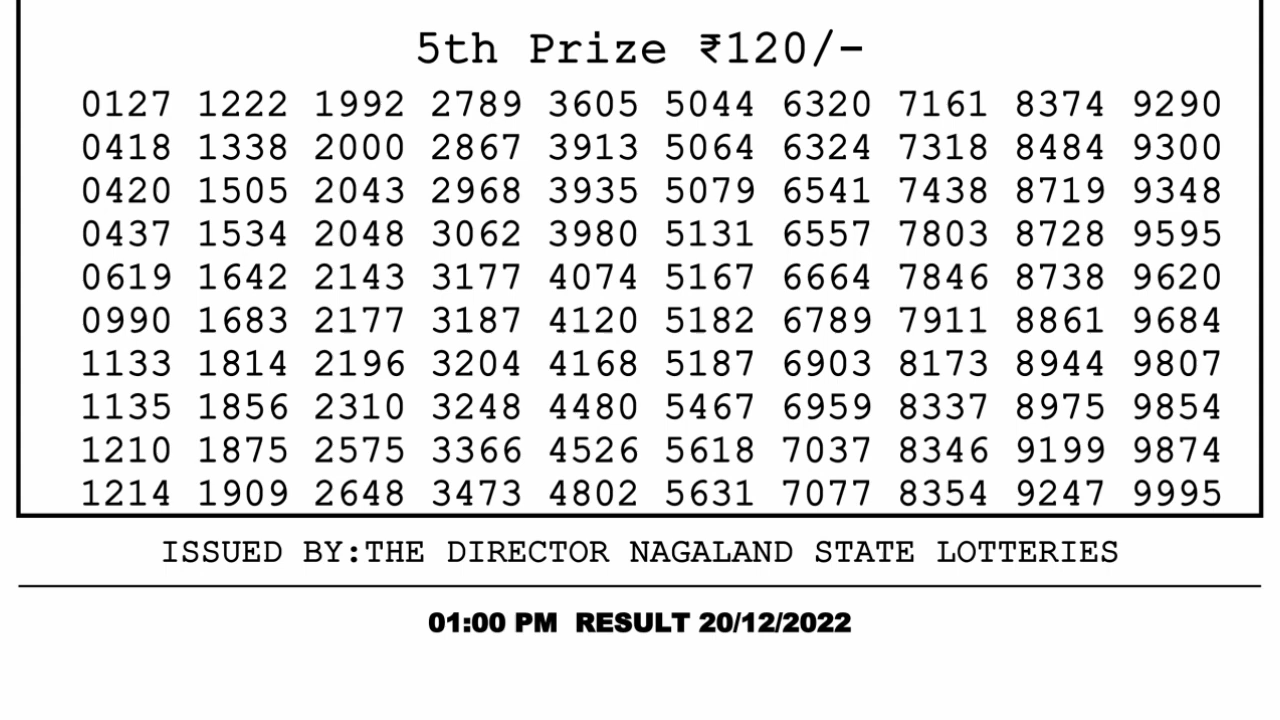 5th Prize ₹120/-
0127 1222 1992 2789 3605 5044 6320 7161 8374 9290
0418 1338 2000 2867 3913 5064 6324 7318 8484 9300
0420 1505 2043 2968 3935 5079 6541 7438 8719 9348
0437 1534 2048 3062 3980 5131 6557 7803 8728 9595
0619 1642 2143 3177 4074 5167 6664 7846 8738 9620
0990 1683 2177 3187 4120 5182 6789 7911 8861 9684
1133 1814 2196 3204 4168 5187 6903 8173 8944 9807
1135 1856 2310 3248 4480 5467 6959 8337 8975 9854
1210 1875 2575 3366 4526 5618 7037 8346 9199 9874
1214 1909 2648 3473 4802 5631 7077 8354 9247 9995
ISSUED BY:THE DIRECTOR NAGALAND STATE LOTTERIES
01:00 PM RESULT 20/12/2022